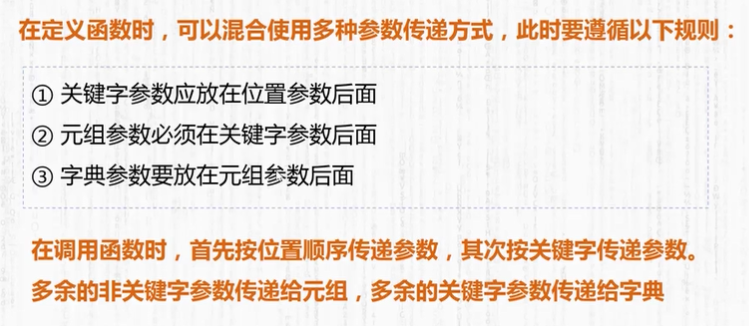 在定义函数时，可以混合使用多种参数传递方式，此时要遵循以下规则：
① 关键字参数应放在位置参数后面
② 元组参数必须在关键字参数后面
③ 字典参数要放在元组参数后面
在调用函数时，首先按位置顺序传递参数，其次按关键字传递参数。
多余的非关键字参数传递给元组，多余的关键字参数传递给字典